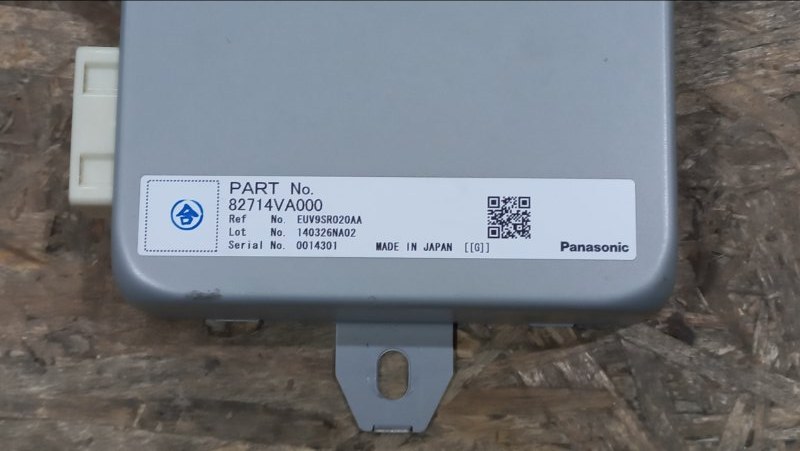 合
PART No.
82714VA000
Ref No. EUV9SR020AA
Lot No. 140326NA02
Serial No. 0014301 MADE IN JAPAN [[G]]
Panasonic